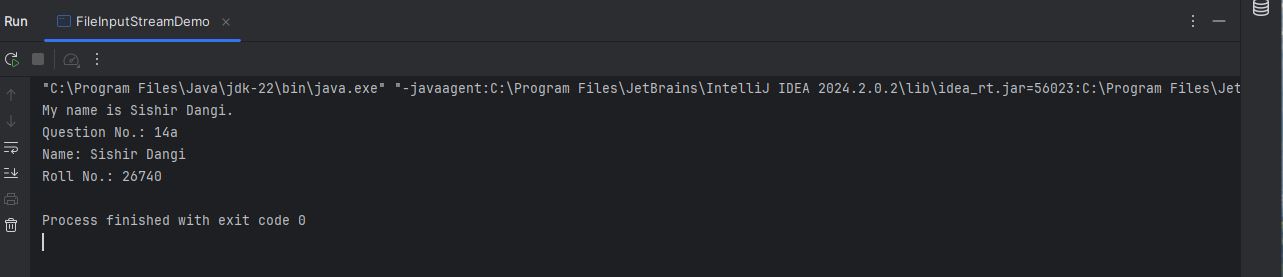 Run FileInputStreamDemo
"C:\Program Files\Java\jdk-22\bin\java.exe" "-javaagent:C:\Program Files\JetBrains\IntelliJ IDEA 2024.2.0.2\lib\idea_rt.jar=56023:C:\Program Files\Jet
My name is Sishir Dangi.
Question No.: 14a
Name: Sishir Dangi
Roll No.: 26740
Process finished with exit code 0